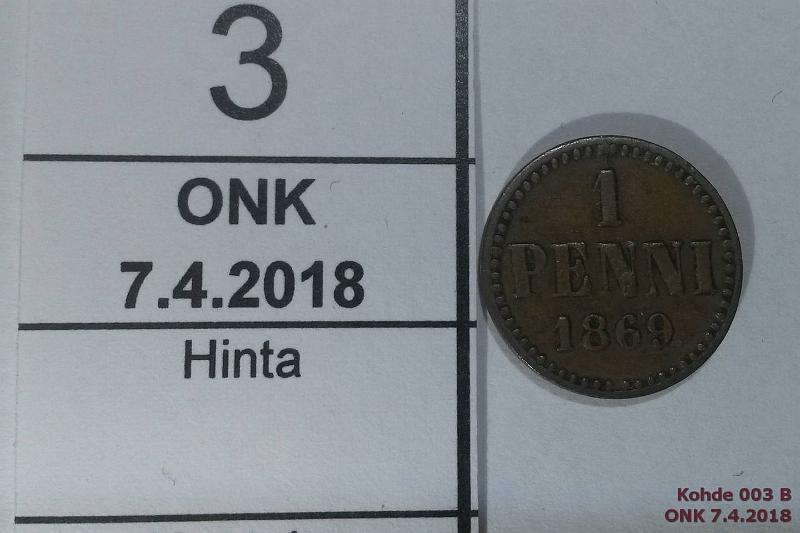 3
ONK
7.4.2018
Hinta
1
PENNI
1869
Kohde 003 B
ONK 7.4.2018